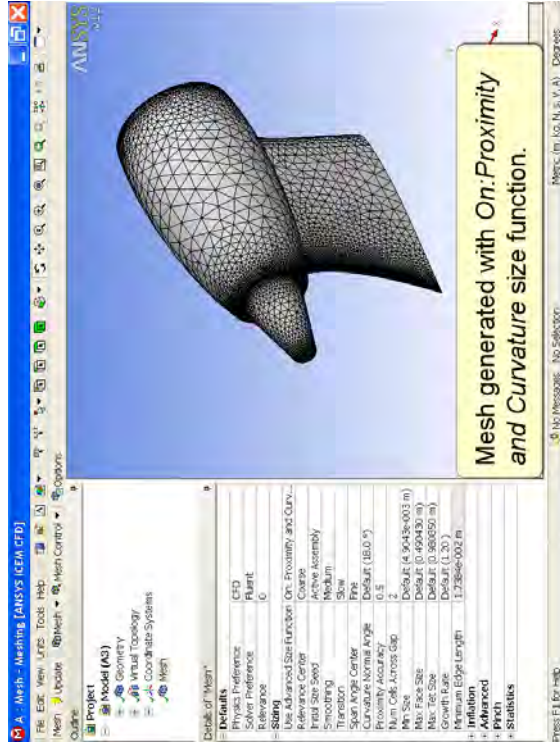 A : Mesh - Meshing [ANSYS ICEM CFD]
File Edit View Units Tools Help
Mesh Update Mesh Mesh Control Options
Outline
Project
Model (A3)
Geometry
Virtual Topology
Coordinate Systems
Mesh
Details of "Mesh"
Defaults
Physics Preference CFD
Solver Preference Fluent
Relevance 0
Sizing
Use Advanced Size Function On: Proximity and Curv...
Relevance Center Coarse
Initial Size Seed Active Assembly
Smoothing Medium
Transition Slow
Span Angle Center Fine
Curvature Normal Angle Default (18.0 °)
Proximity Accuracy 0.5
Num Cells Across Gap 2
Min Size Default (4.9043e-003 m)
Max Face Size Default (0.490430 m)
Max Tet Size Default (0.980850 m)
Growth Rate Default (1.20 )
Minimum Edge Length 1.7384e-002 m
Inflation
Advanced
Pinch
Statistics
ANSYS
Mesh generated with On:Proximity
and Curvature size function.
Press F1 for Help
No Messages
No Selection
Metric (m, kg, N, s, V, A) Degrees